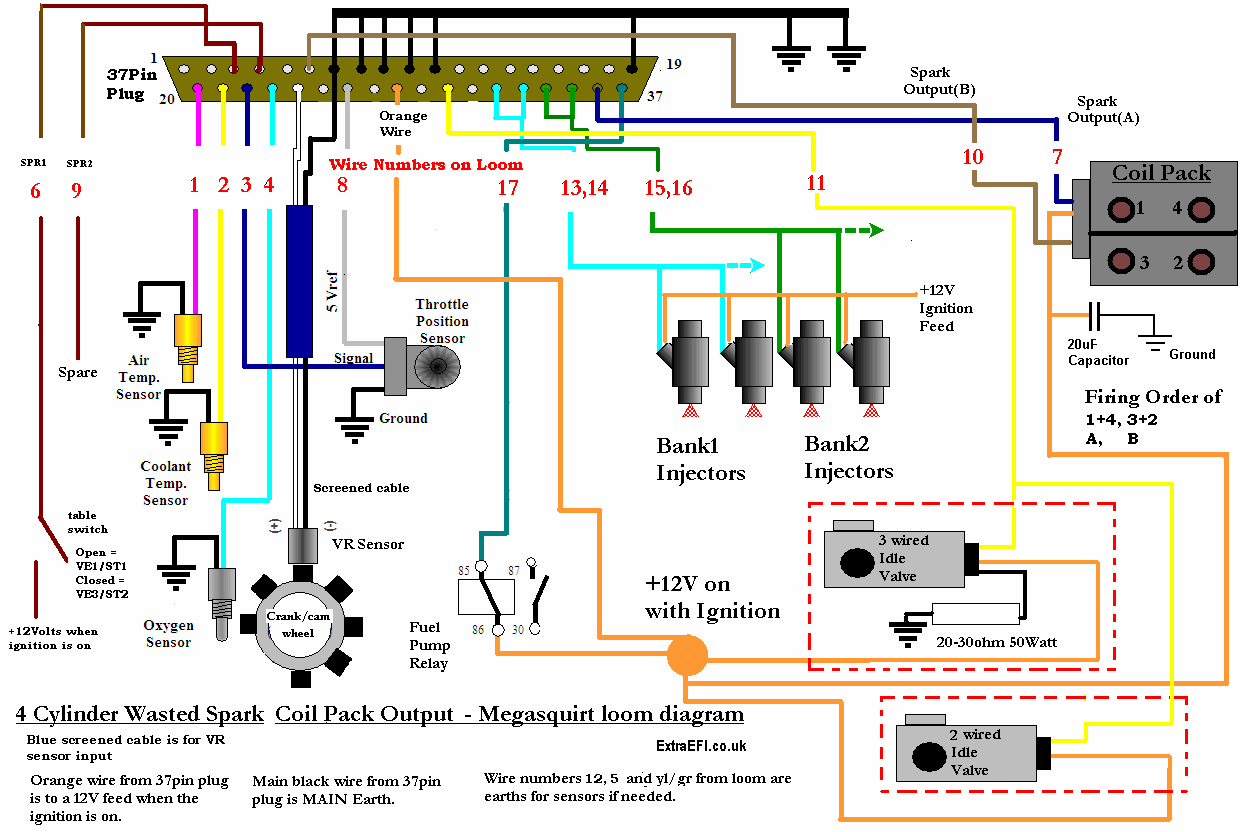 1
19
37Pin
Plug
20
37
Orange
Wire
Spark
Output(B)
Spark
Output(A)
SPR1
SPR2
Wire Numbers on Loom
6
9
1
2
3
4
8
17
13,14
15,16
11
10
7
Coil Pack
1
4
3
2
5 Vref
Throttle
Position
Sensor
Signal
Ground
+12V
Ignition
Feed
20uF
Capacitor
Ground
Spare
Air
Temp.
Sensor
Coolant
Temp.
Sensor
Firing Order of
1+4, 3+2
A, B
Bank1
Injectors
Bank2
Injectors
Screened cable
(+)
(-)
VR Sensor
table
switch
Open =
VE1/ST1
Closed =
VE3/ST2
+12Volts when
ignition is on
Oxygen
Sensor
Crank/cam
wheel
85
87
86
30
Fuel
Pump
Relay
+12V on
with Ignition
3 wired
Idle
Valve
20-30ohm 50Watt
2 wired
Idle
Valve
4 Cylinder Wasted Spark Coil Pack Output - Megasquirt loom diagram
ExtraEFI.co.uk
Blue screened cable is for VR
sensor input
Orange wire from 37pin plug
is to a 12V feed when the
ignition is on.
Main black wire from 37pin
plug is MAIN Earth.
Wire numbers 12, 5 and yl/gr from loom are
earths for sensors if needed.